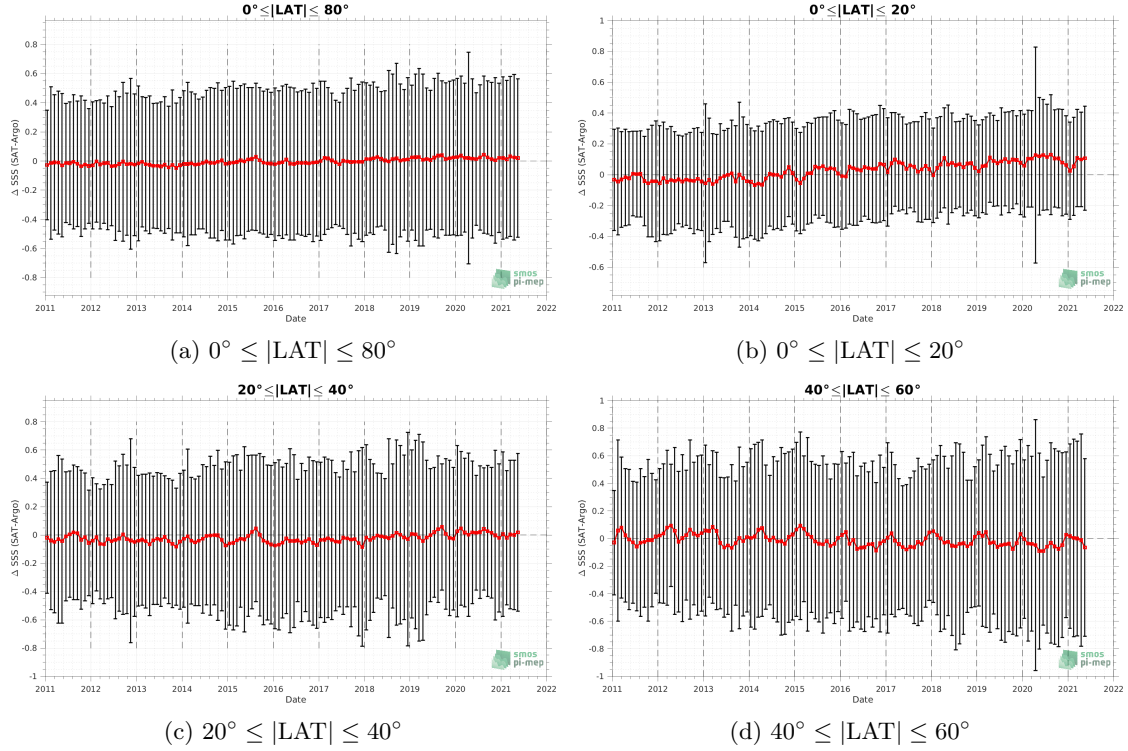 0°≤|LAT|≤ 80°
Δ SSS (SAT-Argo)
0.8
0.6
0.4
0.2
0
-0.2
-0.4
-0.6
-0.8
2011 2012 2013 2014 2015 2016 2017 2018 2019 2020 2021 2022
Date
smos
pi-mep
(a) 0° ≤ |LAT| ≤ 80°
0°≤|LAT|≤ 20°
Δ SSS (SAT-Argo)
1
0.8
0.6
0.4
0.2
0
-0.2
-0.4
-0.6
2011 2012 2013 2014 2015 2016 2017 2018 2019 2020 2021 2022
Date
smos
pi-mep
(b) 0° ≤ |LAT| ≤ 20°
20°≤|LAT|≤ 40°
Δ SSS (SAT-Argo)
0.8
0.6
0.4
0.2
0
-0.2
-0.4
-0.6
-0.8
-1
2011 2012 2013 2014 2015 2016 2017 2018 2019 2020 2021 2022
Date
smos
pi-mep
(c) 20° ≤ |LAT| ≤ 40°
40°≤|LAT|≤ 60°
Δ SSS (SAT-Argo)
1
0.8
0.6
0.4
0.2
0
-0.2
-0.4
-0.6
-0.8
-1
2011 2012 2013 2014 2015 2016 2017 2018 2019 2020 2021 2022
Date
smos
pi-mep
(d) 40° ≤ |LAT| ≤ 60°